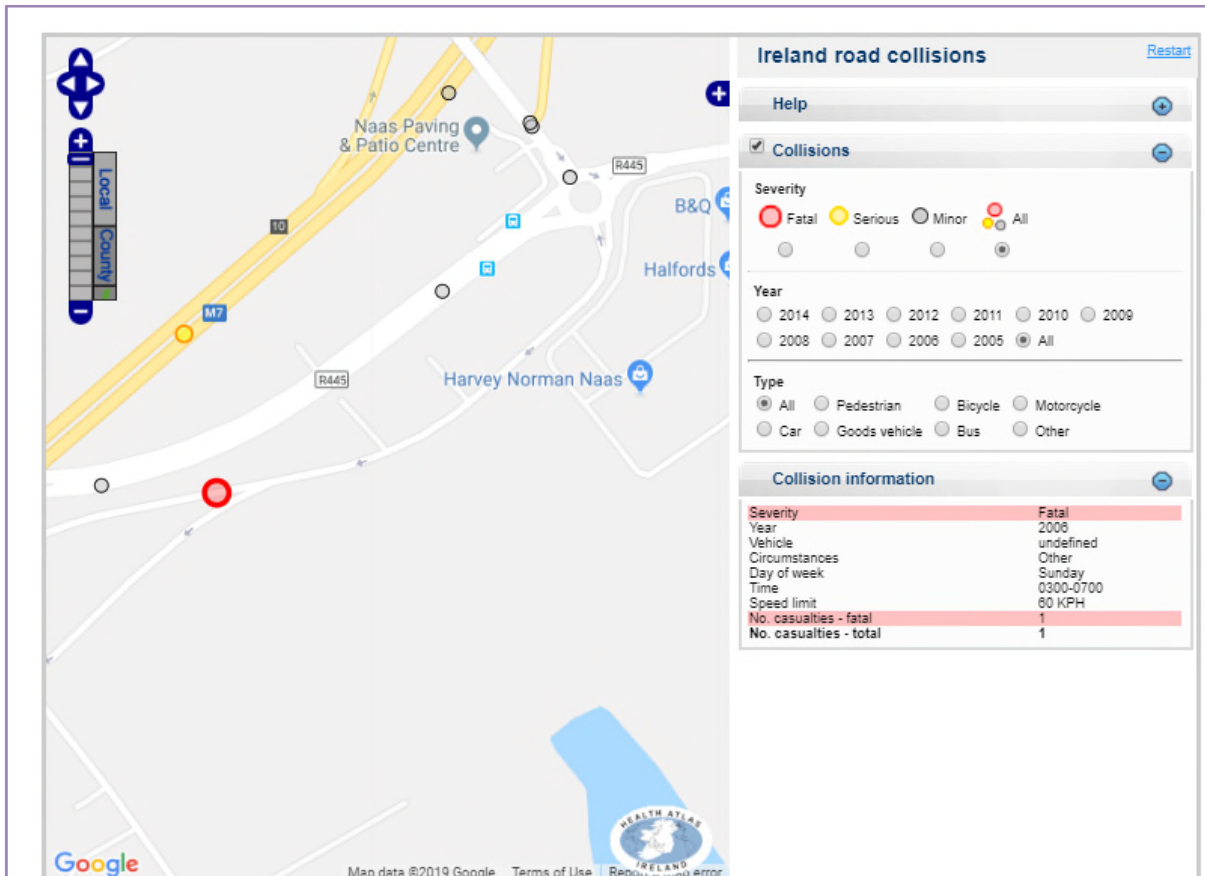 Ireland road collisions
Restart
Help
Collisions
Severity
Fatal Serious Minor All
Year
2014 2013 2012 2011 2010 2009
2008 2007 2006 2005 All
Type
All Pedestrian Bicycle Motorcycle
Car Goods vehicle Bus Other
Collision information
Severity Fatal
Year 2006
Vehicle undefined
Circumstances Other
Day of week Sunday
Time 0300-0700
Speed limit 60 KPH
No. casualties - fatal 1
No. casualties - total 1
Local
County
Naas Paving
& Patio Centre
R445
B&Q
10
Halfords
M7
R445
Harvey Norman Naas
HEALTH ATLAS
IRELAND
Google
Map data ©2019 Google Terms of Use Report a map error